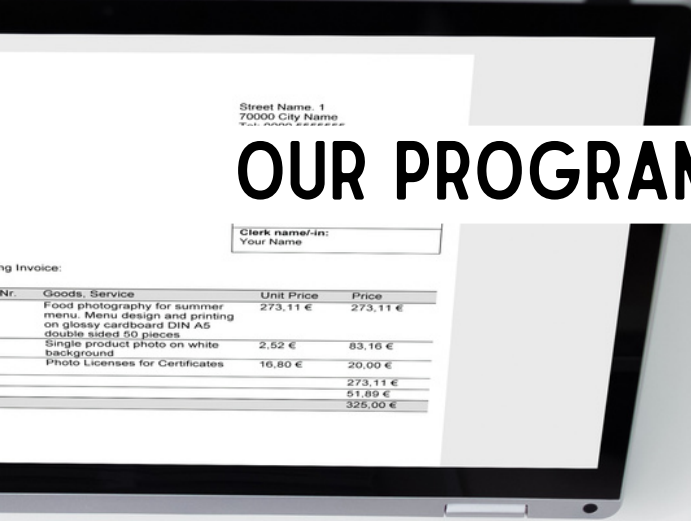 Street Name. 1
70000 City Name
OUR PROGRAM
Clerk name/-in:
Your Name
ng Invoice:
Nr. Goods, Service Unit Price Price
Food photography for summer 273,11 € 273,11 €
menu. Menu design and printing
on glossy cardboard DIN A5
double sided 50 pieces
Single product photo on white 2,52 € 83,16 €
background
Photo Licenses for Certificates 16,80 € 20,00 €
273,11 €
51,89 €
325,00 €